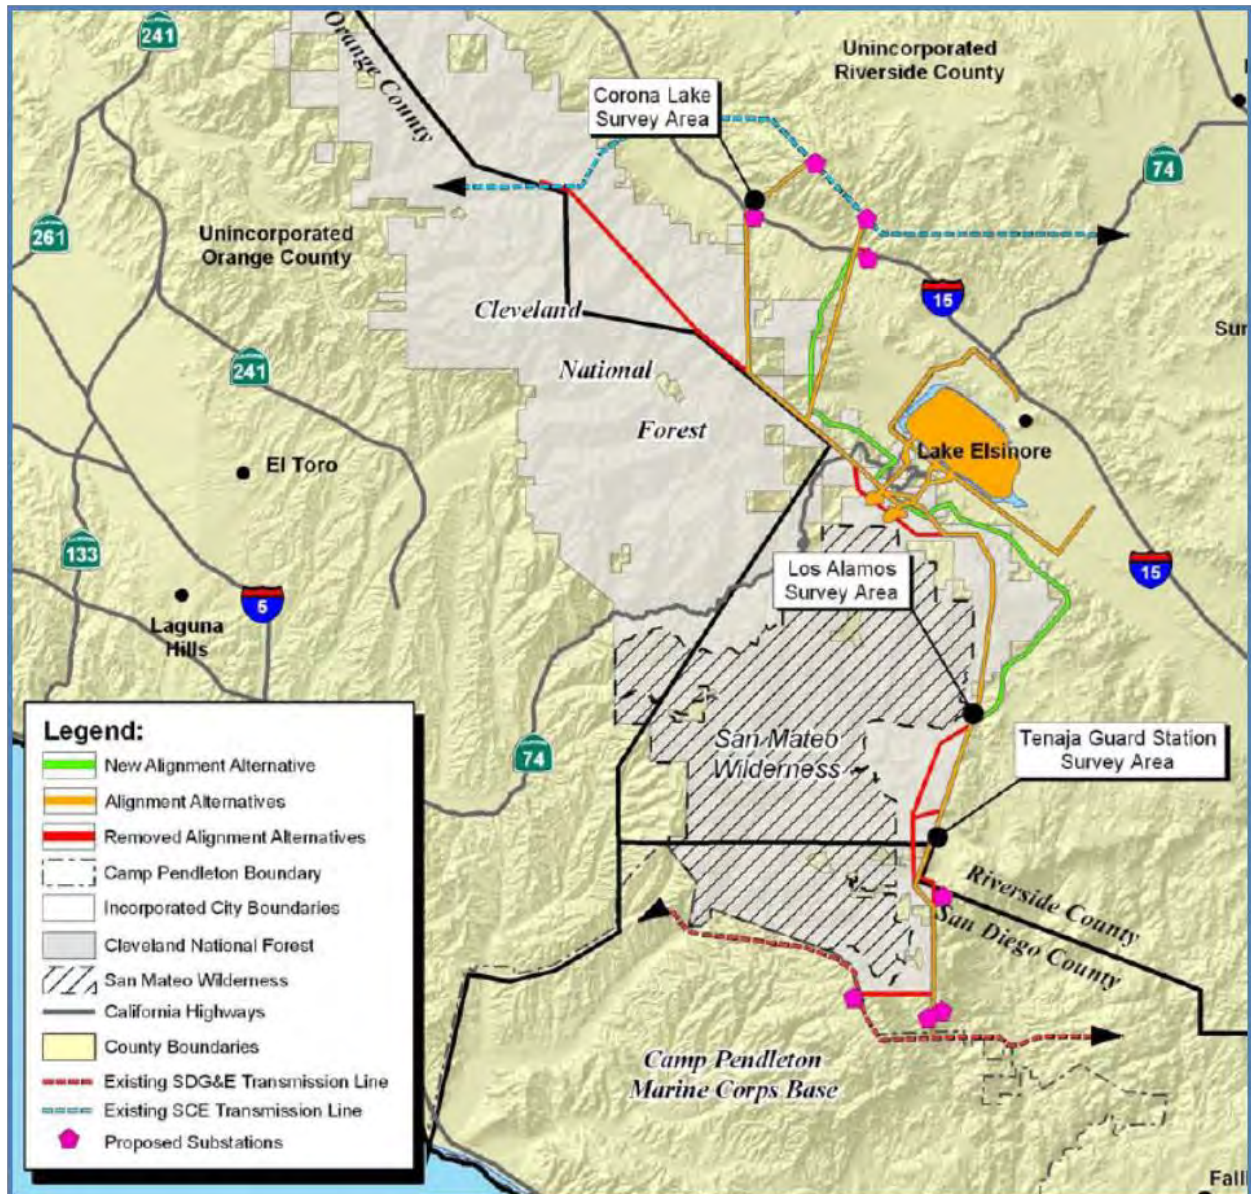 241
Orange County
Unincorporated
Riverside County
Corona Lake
Survey Area
74
261
Unincorporated
Orange County
15
Cleveland
National
Forest
Sun
241
El Toro
Lake Elsinore
133
Los Alamos
Survey Area
15
5
Laguna
Hills
San Mateo
Wilderness
74
Tenaja Guard Station
Survey Area
Riverside County
San Diego County
Camp Pendleton
Marine Corps Base
Fall
Legend:
New Alignment Alternative
Alignment Alternatives
Removed Alignment Alternatives
Camp Pendleton Boundary
Incorporated City Boundaries
Cleveland National Forest
San Mateo Wilderness
California Highways
County Boundaries
Existing SDG&E Transmission Line
Existing SCE Transmission Line
Proposed Substations